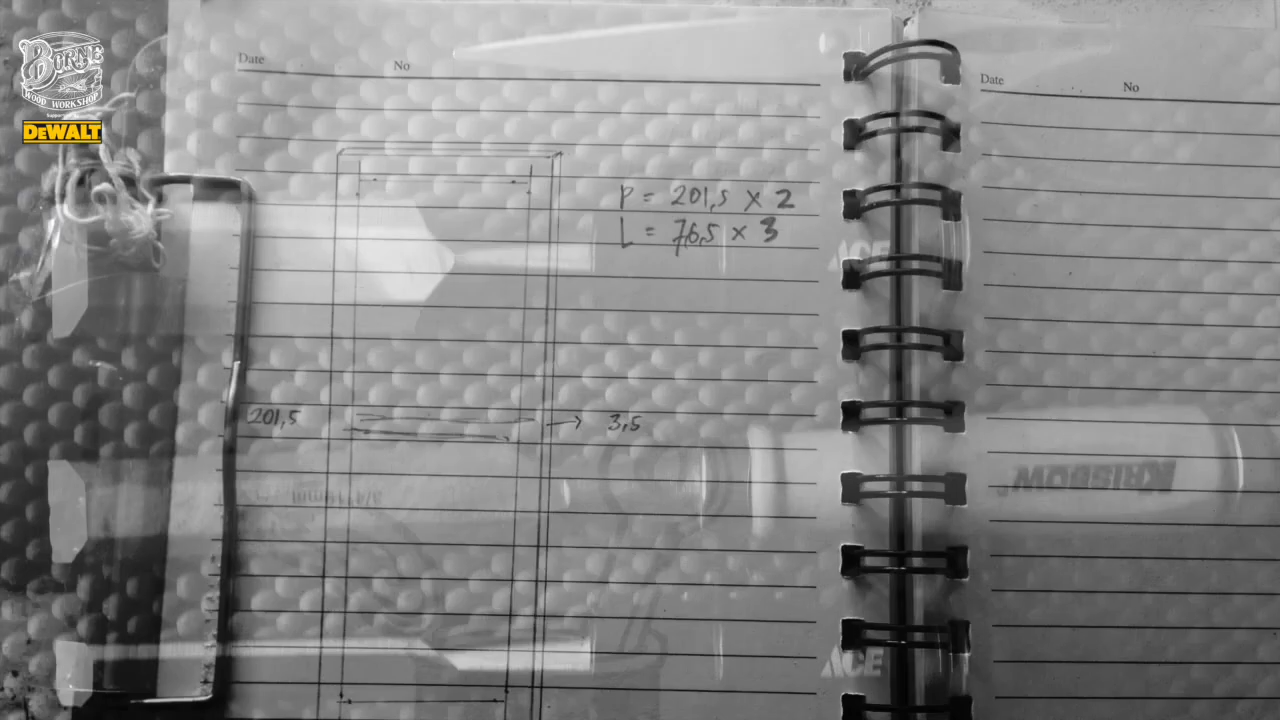 BORNE
WOOD WORKSHOP
DEWALT
Date No
P = 201,5 x 2
L = 76,5 x 3
201,5
→ 3,5
ACE
ACE
Date No
KRISBOW